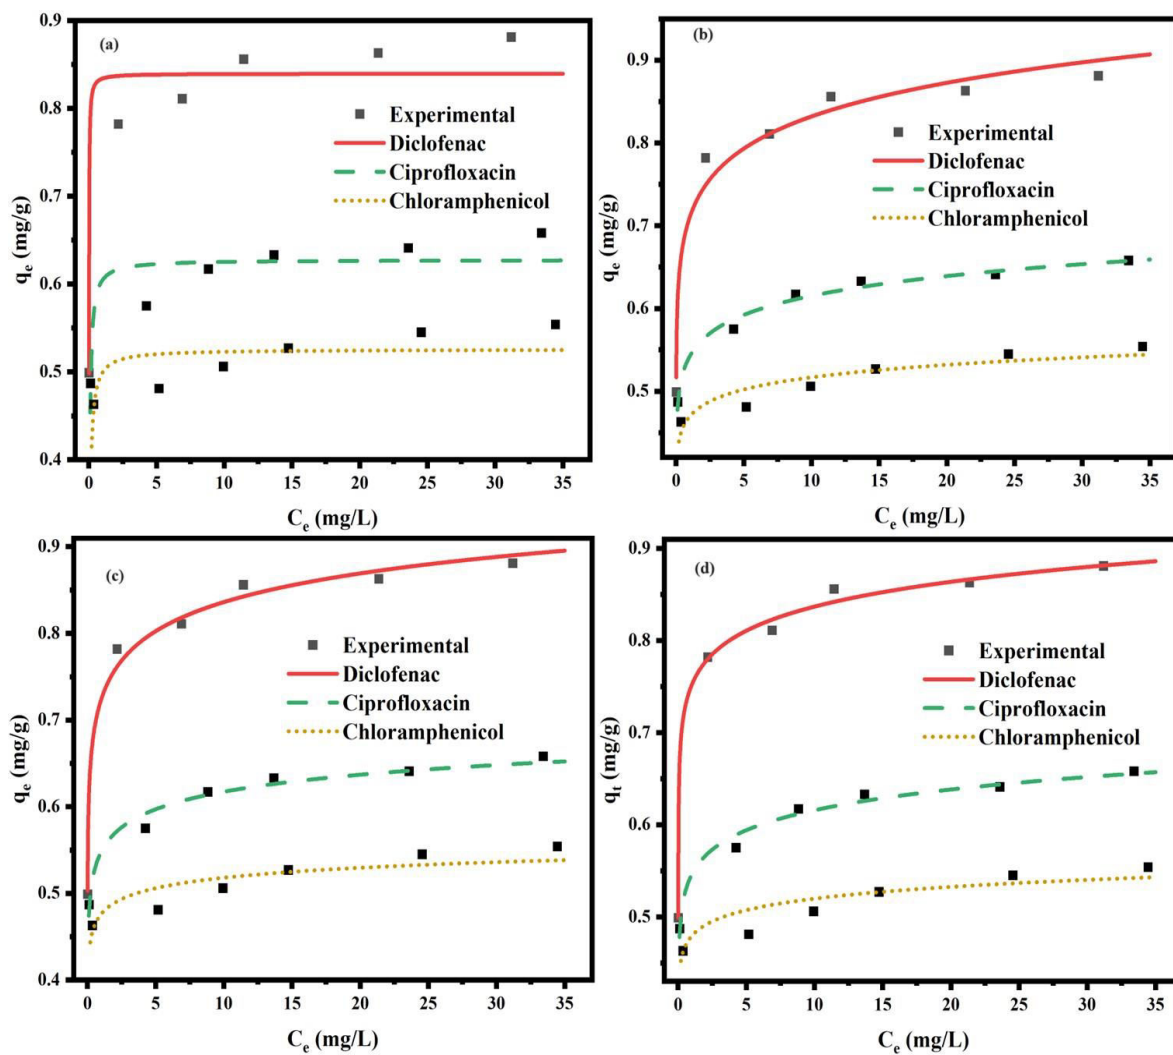 (a)
0.9
0.8
0.7
0.6
0.5
0.4
qe (mg/g)
Experimental
Diclofenac
Ciprofloxacin
Chloramphenicol
0 5 10 15 20 25 30 35
Ce (mg/L)
(b)
0.9
0.8
0.7
0.6
0.5
qe (mg/g)
Experimental
Diclofenac
Ciprofloxacin
Chloramphenicol
0 5 10 15 20 25 30 35
Ce (mg/L)
(c)
0.9
0.8
0.7
0.6
0.5
0.4
qe (mg/g)
Experimental
Diclofenac
Ciprofloxacin
Chloramphenicol
0 5 10 15 20 25 30 35
Ce (mg/L)
(d)
0.9
0.8
0.7
0.6
0.5
qt (mg/g)
Experimental
Diclofenac
Ciprofloxacin
Chloramphenicol
0 5 10 15 20 25 30 35
Ce (mg/L)